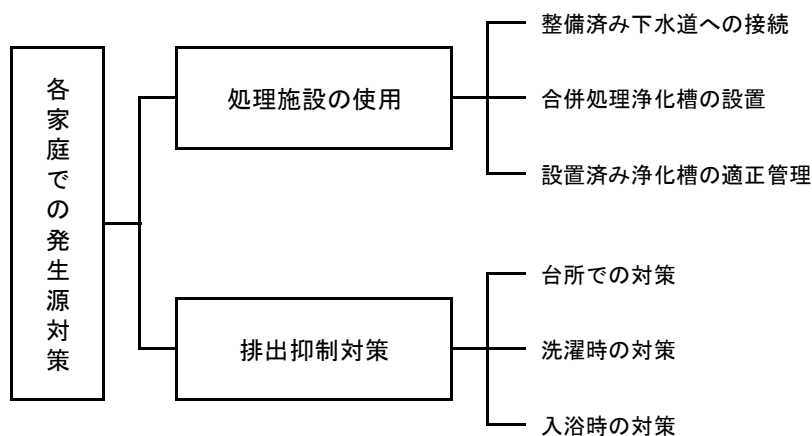 各家庭での発生源対策
処理施設の使用
整備済み下水道への接続
合併処理浄化槽の設置
設置済み浄化槽の適正管理
排出抑制対策
台所での対策
洗濯時の対策
入浴時の対策